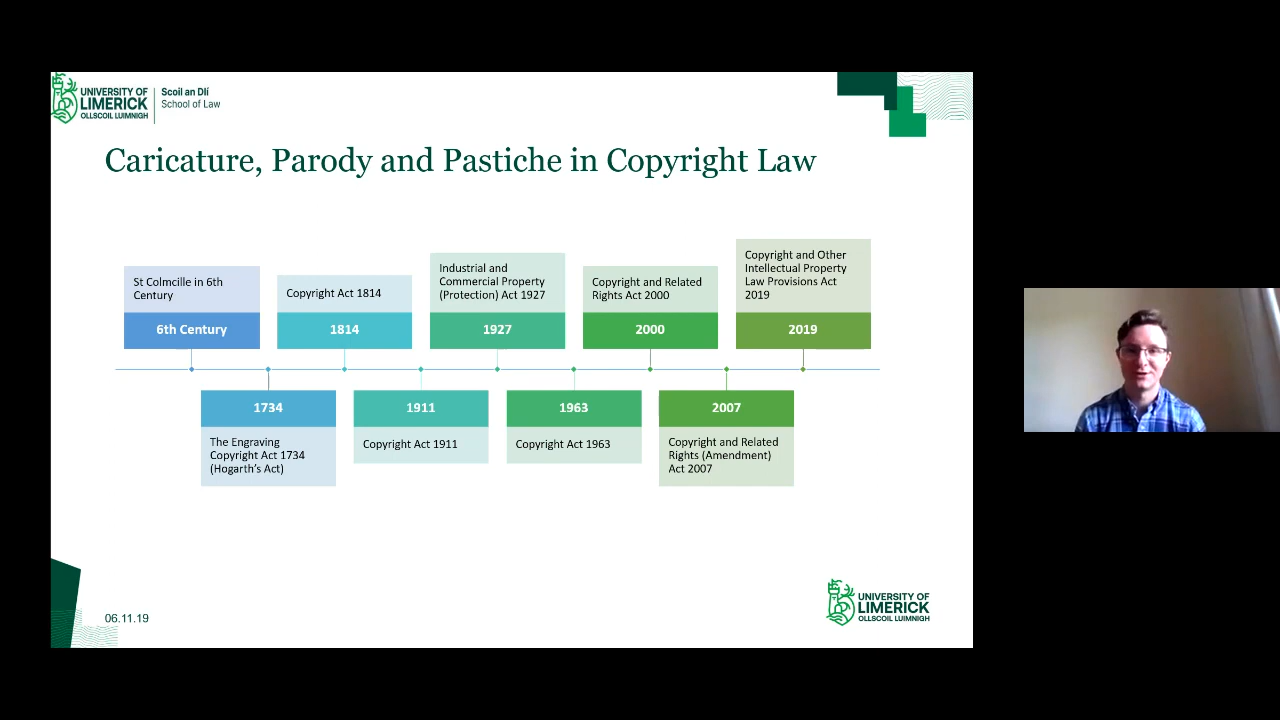 UNIVERSITY OF
LIMERICK
OLLSCOIL LUIMNIGH
Scoil an Dlí
School of Law
Caricature, Parody and Pastiche in Copyright Law
St Colmcille in 6th
Century
6th Century
Copyright Act 1814
1814
Industrial and
Commercial Property
(Protection) Act 1927
1927
Copyright and Related
Rights Act 2000
2000
Copyright and Other
Intellectual Property
Law Provisions Act
2019
2019
1734
The Engraving
Copyright Act 1734
(Hogarth's Act)
1911
Copyright Act 1911
1963
Copyright Act 1963
2007
Copyright and Related
Rights (Amendment)
Act 2007
06.11.19
UNIVERSITY OF
LIMERICK
OLLSCOIL LUIMNIGH